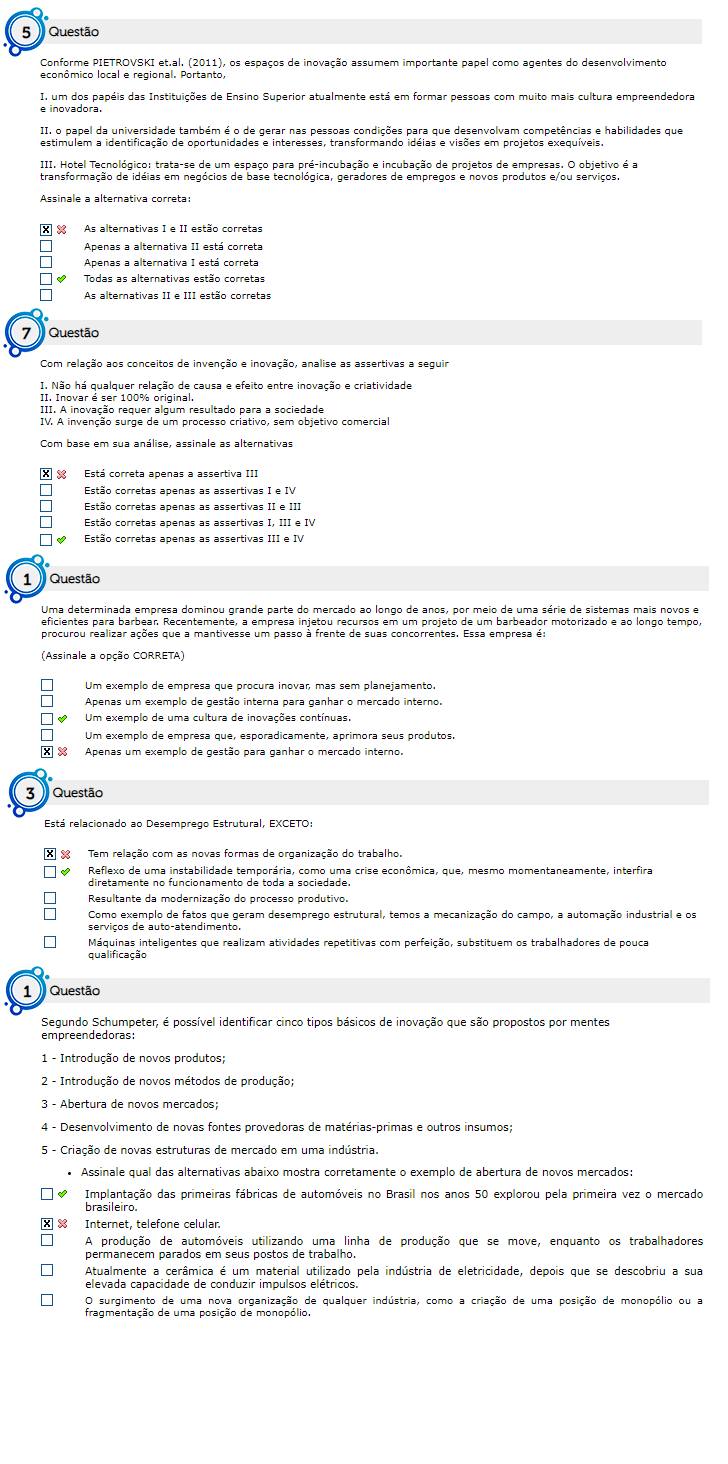 5 Questão
Conforme PIETROVSKI et.al. (2011), os espaços de inovação assumem importante papel como agentes do desenvolvimento
econômico local e regional. Portanto,
I. um dos papéis das Instituições de Ensino Superior atualmente está em formar pessoas com muito mais cultura empreendedora
e inovadora.
II. o papel da universidade também é o de gerar nas pessoas condições para que desenvolvam competências e habilidades que
estimulem a identificação de oportunidades e interesses, transformando idéias e visões em projetos exequíveis.
III. Hotel Tecnológico: trata-se de um espaço para pré-incubação e incubação de projetos de empresas. O objetivo é a
transformação de idéias em negócios de base tecnológica, geradores de empregos e novos produtos e/ou serviços.
Assinale a alternativa correta:
As alternativas I e II estão corretas
Apenas a alternativa II está correta
Apenas a alternativa I está correta
Todas as alternativas estão corretas
As alternativas II e III estão corretas
7 Questão
Com relação aos conceitos de invenção e inovação, analise as assertivas a seguir
I. Não há qualquer relação de causa e efeito entre inovação e criatividade
II. Inovar é ser 100% original.
III. A inovação requer algum resultado para a sociedade
IV. A invenção surge de um processo criativo, sem objetivo comercial
Com base em sua análise, assinale as alternativas
Está correta apenas a assertiva III
Estão corretas apenas as assertivas I e IV
Estão corretas apenas as assertivas II e III
Estão corretas apenas as assertivas I, III e IV
Estão corretas apenas as assertivas III e IV
1 Questão
Uma determinada empresa dominou grande parte do mercado ao longo de anos, por meio de uma série de sistemas mais novos e
eficientes para barbear. Recentemente, a empresa injetou recursos em um projeto de um barbeador motorizado e ao longo tempo,
procurou realizar ações que a mantivesse um passo à frente de suas concorrentes. Essa empresa é:
(Assinale a opção CORRETA)
Um exemplo de empresa que procura inovar, mas sem planejamento.
Apenas um exemplo de gestão interna para ganhar o mercado interno.
Um exemplo de uma cultura de inovações contínuas.
Um exemplo de empresa que, esporadicamente, aprimora seus produtos.
Apenas um exemplo de gestão para ganhar o mercado interno.
3 Questão
Está relacionado ao Desemprego Estrutural, EXCETO:
Tem relação com as novas formas de organização do trabalho.
Reflexo de uma instabilidade temporária, como uma crise econômica, que, mesmo momentaneamente, interfira
diretamente no funcionamento de toda a sociedade.
Resultante da modernização do processo produtivo.
Como exemplo de fatos que geram desemprego estrutural, temos a mecanização do campo, a automação industrial e os
serviços de auto-atendimento.
Máquinas inteligentes que realizam atividades repetitivas com perfeição, substituem os trabalhadores de pouca
qualificação
1 Questão
Segundo Schumpeter, é possível identificar cinco tipos básicos de inovação que são propostos por mentes
empreendedoras:
1 - Introdução de novos produtos;
2 - Introdução de novos métodos de produção;
3 - Abertura de novos mercados;
4 - Desenvolvimento de novas fontes provedoras de matérias-primas e outros insumos;
5 - Criação de novas estruturas de mercado em uma indústria.
• Assinale qual das alternativas abaixo mostra corretamente o exemplo de abertura de novos mercados:
Implantação das primeiras fábricas de automóveis no Brasil nos anos 50 explorou pela primeira vez o mercado
brasileiro.
Internet, telefone celular.
A produção de automóveis utilizando uma linha de produção que se move, enquanto os trabalhadores
permanecem parados em seus postos de trabalho.
Atualmente a cerâmica é um material utilizado pela indústria de eletricidade, depois que se descobriu a sua
elevada capacidade de conduzir impulsos elétricos.
O surgimento de uma nova organização de qualquer indústria, como a criação de uma posição de monopólio ou a
fragmentação de uma posição de monopólio.